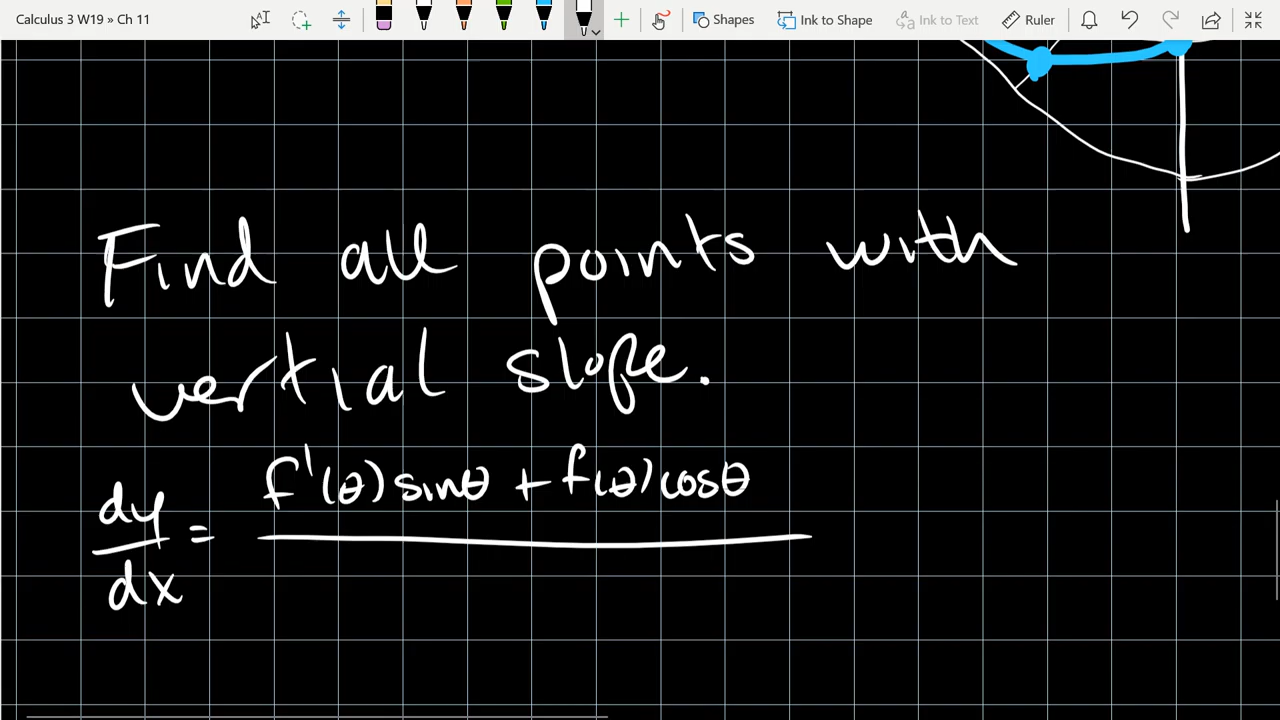 Calculus 3 W19 » Ch 11
Shapes
Ink to Shape
Ink to Text
Ruler
Find all points with
vertial slope.
dy/dx = f'(θ)sinθ + f(θ)cosθ